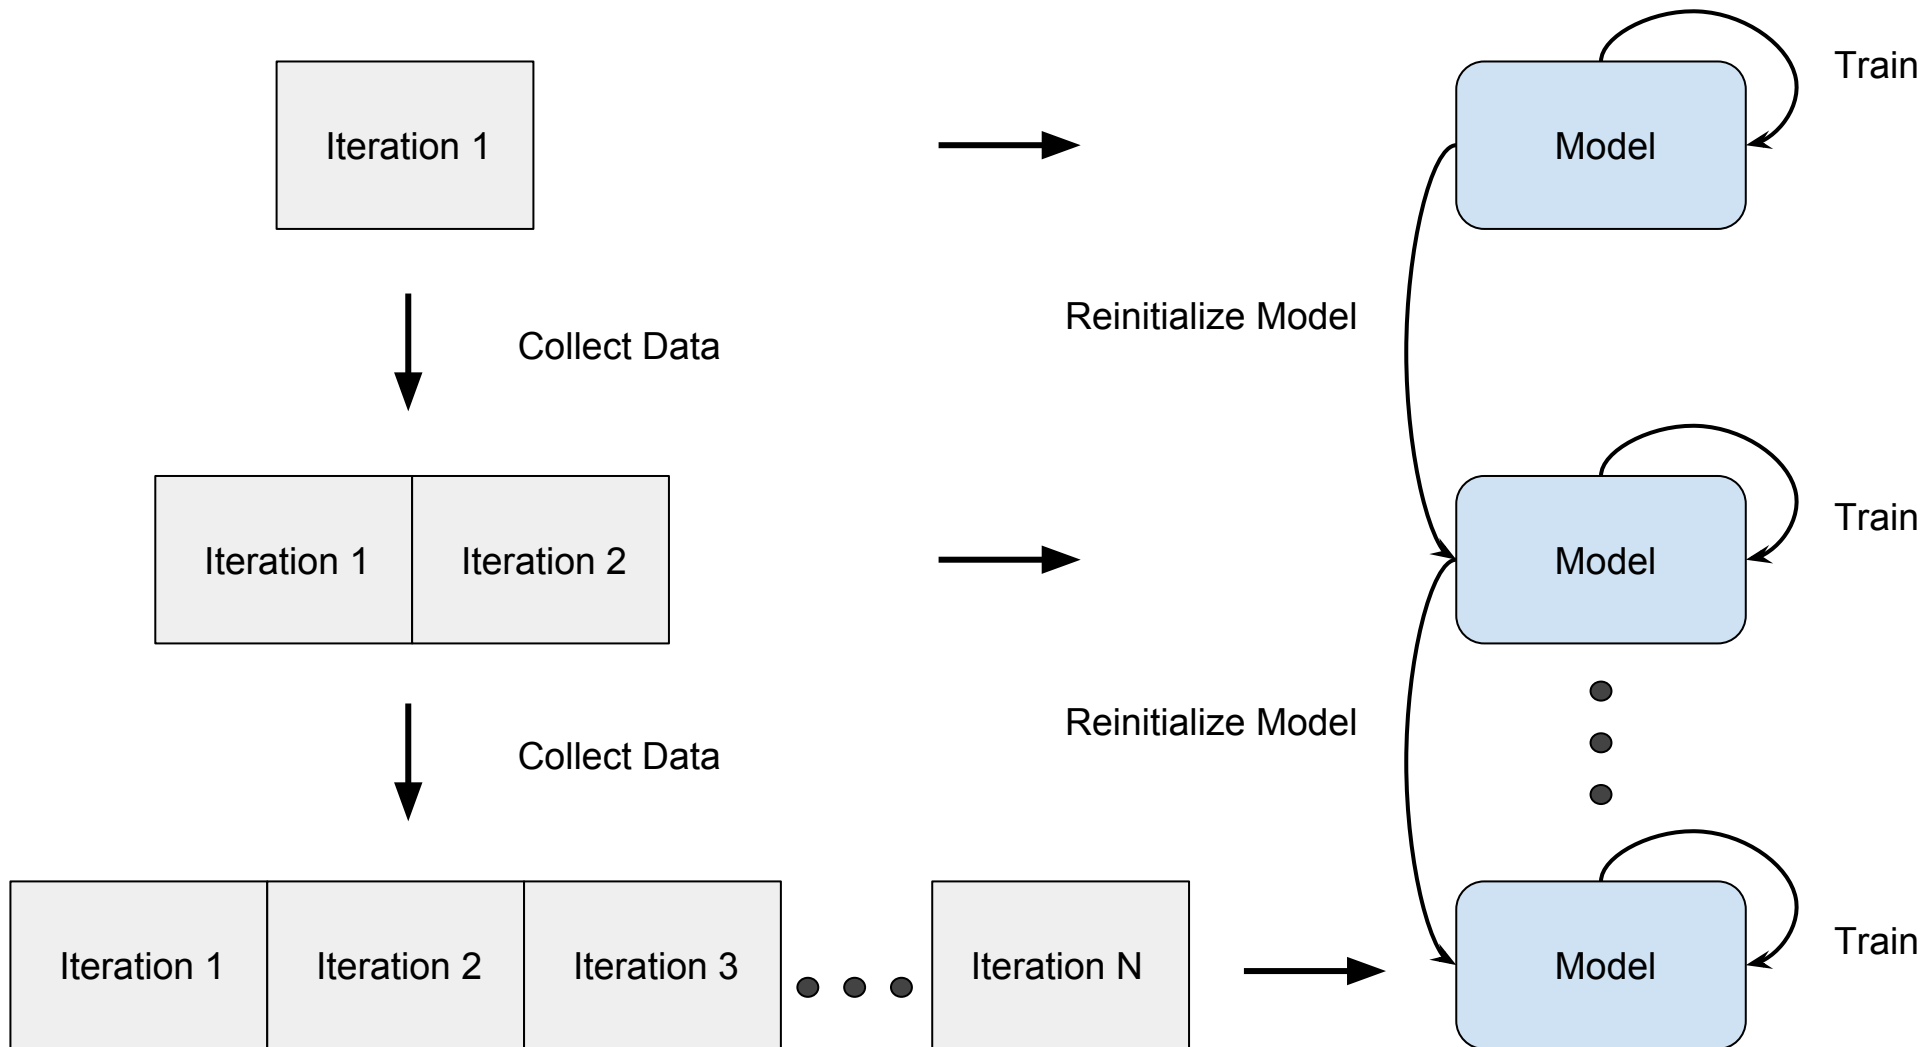 Train
Iteration 1
Model
Reinitialize Model
Collect Data
Train
Iteration 1
Iteration 2
Model
Reinitialize Model
Collect Data
Train
Iteration 1
Iteration 2
Iteration 3
Iteration N
Model